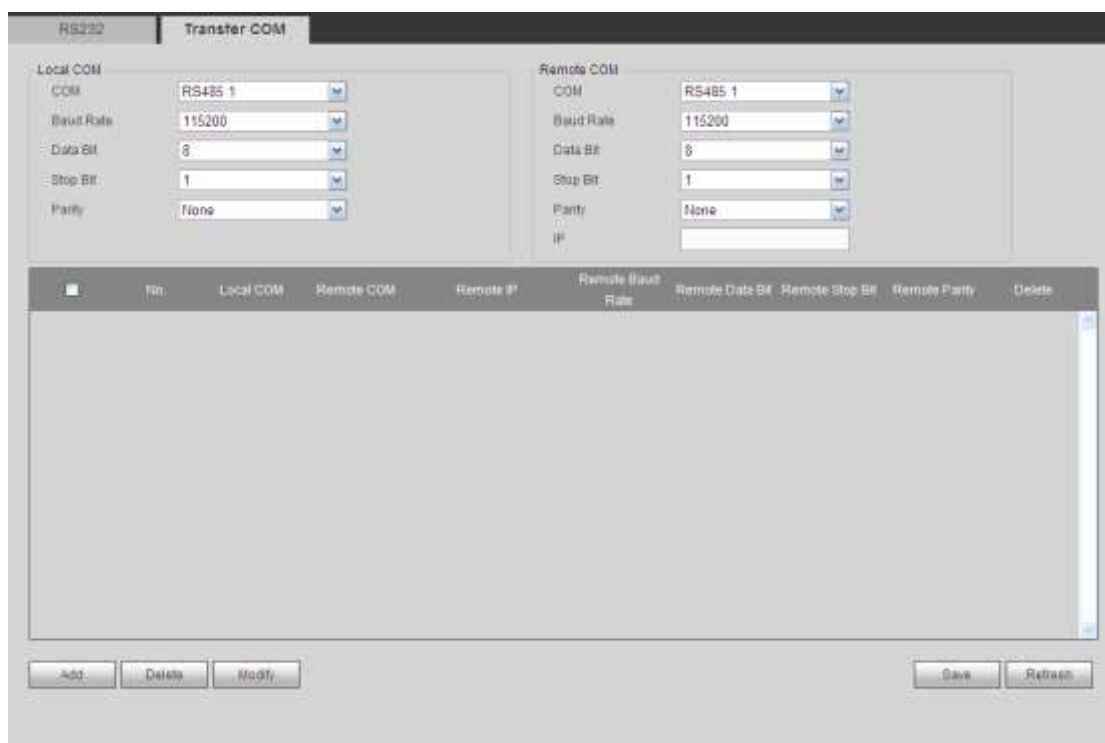 RS232 Transfer COM
Local COM Remote COM
COM RS485 1 COM RS485 1
Baud Rate 115200 Baud Rate 115200
Data Bit 8 Data Bit 8
Stop Bit 1 Stop Bit 1
Parity None Parity None
IP
No. Local COM Remote COM Remote IP Remote Baud Rate Remote Data Bit Remote Stop Bit Remote Parity Delete
Add Delete Modify Save Refresh